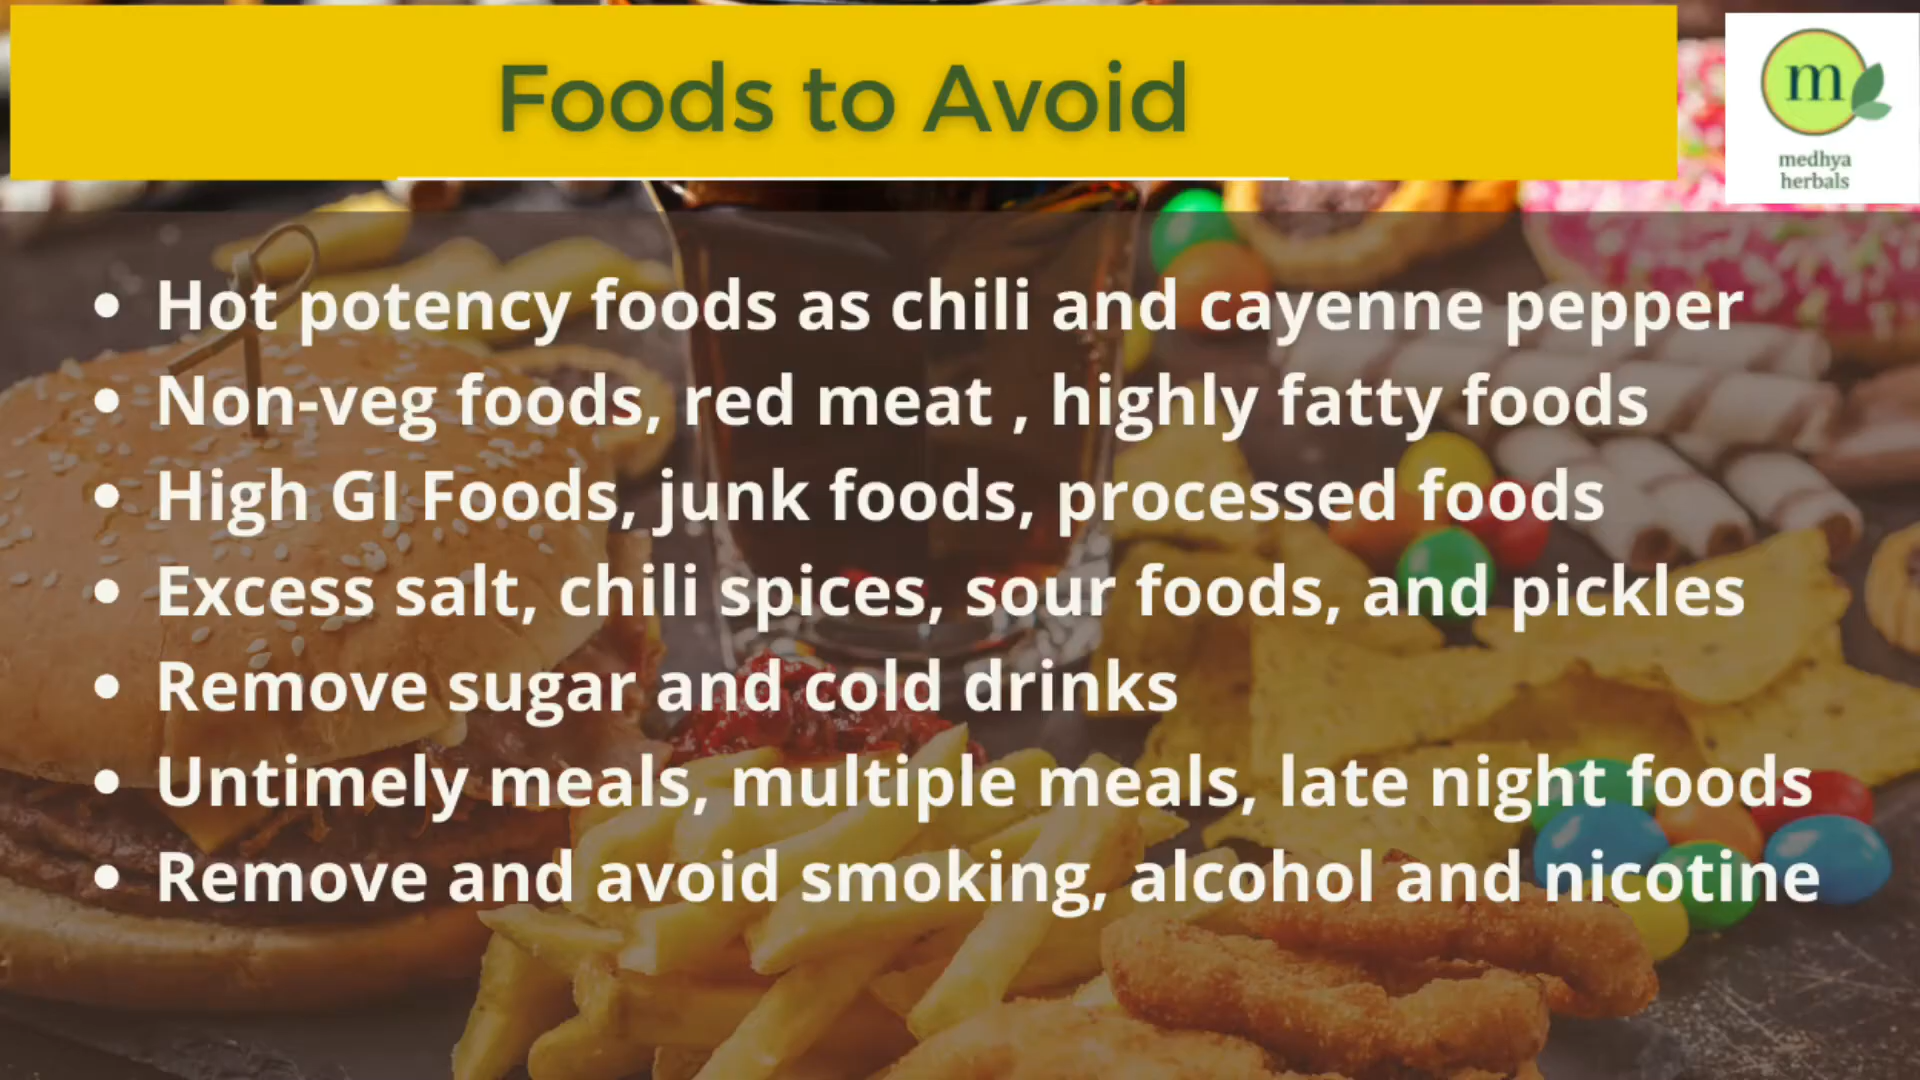 Foods to Avoid
m
medhya
herbals
• Hot potency foods as chili and cayenne pepper
• Non-veg foods, red meat , highly fatty foods
• High GI Foods, junk foods, processed foods
• Excess salt, chili spices, sour foods, and pickles
• Remove sugar and cold drinks
• Untimely meals, multiple meals, late night foods
• Remove and avoid smoking, alcohol and nicotine